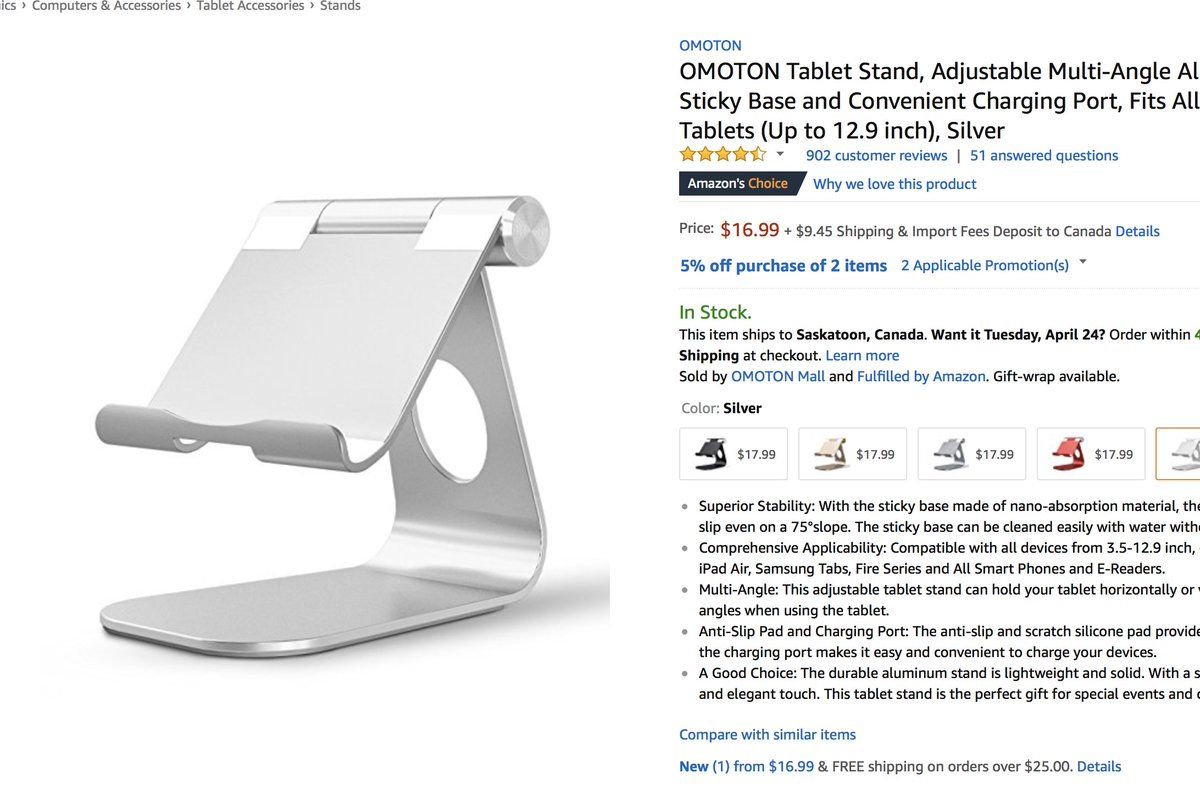 ics › Computers & Accessories › Tablet Accessories › Stands
OMOTON
OMOTON Tablet Stand, Adjustable Multi-Angle Al
Sticky Base and Convenient Charging Port, Fits All
Tablets (Up to 12.9 inch), Silver
902 customer reviews | 51 answered questions
Amazon's Choice Why we love this product
Price: $16.99 + $9.45 Shipping & Import Fees Deposit to Canada Details
5% off purchase of 2 items 2 Applicable Promotion(s)
In Stock.
This item ships to Saskatoon, Canada. Want it Tuesday, April 24? Order within 4
Shipping at checkout. Learn more
Sold by OMOTON Mall and Fulfilled by Amazon. Gift-wrap available.
Color: Silver
$17.99 $17.99 $17.99 $17.99
• Superior Stability: With the sticky base made of nano-absorption material, the
slip even on a 75°slope. The sticky base can be cleaned easily with water with
• Comprehensive Applicability: Compatible with all devices from 3.5-12.9 inch,
iPad Air, Samsung Tabs, Fire Series and All Smart Phones and E-Readers.
• Multi-Angle: This adjustable tablet stand can hold your tablet horizontally or
angles when using the tablet.
• Anti-Slip Pad and Charging Port: The anti-slip and scratch silicone pad provide
the charging port makes it easy and convenient to charge your devices.
• A Good Choice: The durable aluminum stand is lightweight and solid. With a s
and elegant touch. This tablet stand is the perfect gift for special events and
Compare with similar items
New (1) from $16.99 & FREE shipping on orders over $25.00. Details